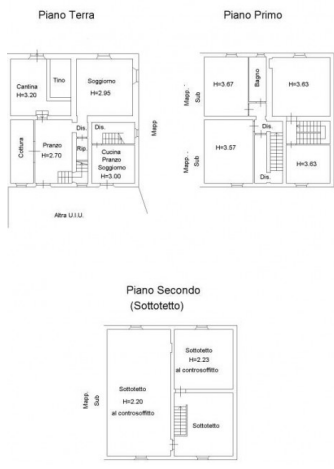 Piano Terra
Piano Primo
Cantina
H=3.20
Tino
Soggiorno
H=2.95
Cottura
Pranzo
H=2.70
Dis.
Rip.
Dis.
Cucina
Pranzo
Soggiorno
H=3.00
Mapp
Altra U.I.U.
Mapp. -
Sub
Mapp. -
Sub
H=3.67
Bagno
H=3.63
H=3.57
Dis.
Dis.
H=3.63
Piano Secondo
(Sottotetto)
Mapp.
Sub
Sottotetto
H=2.20
al controsoffitto
Sottotetto
H=2.23
al controsoffitto
Sottotetto